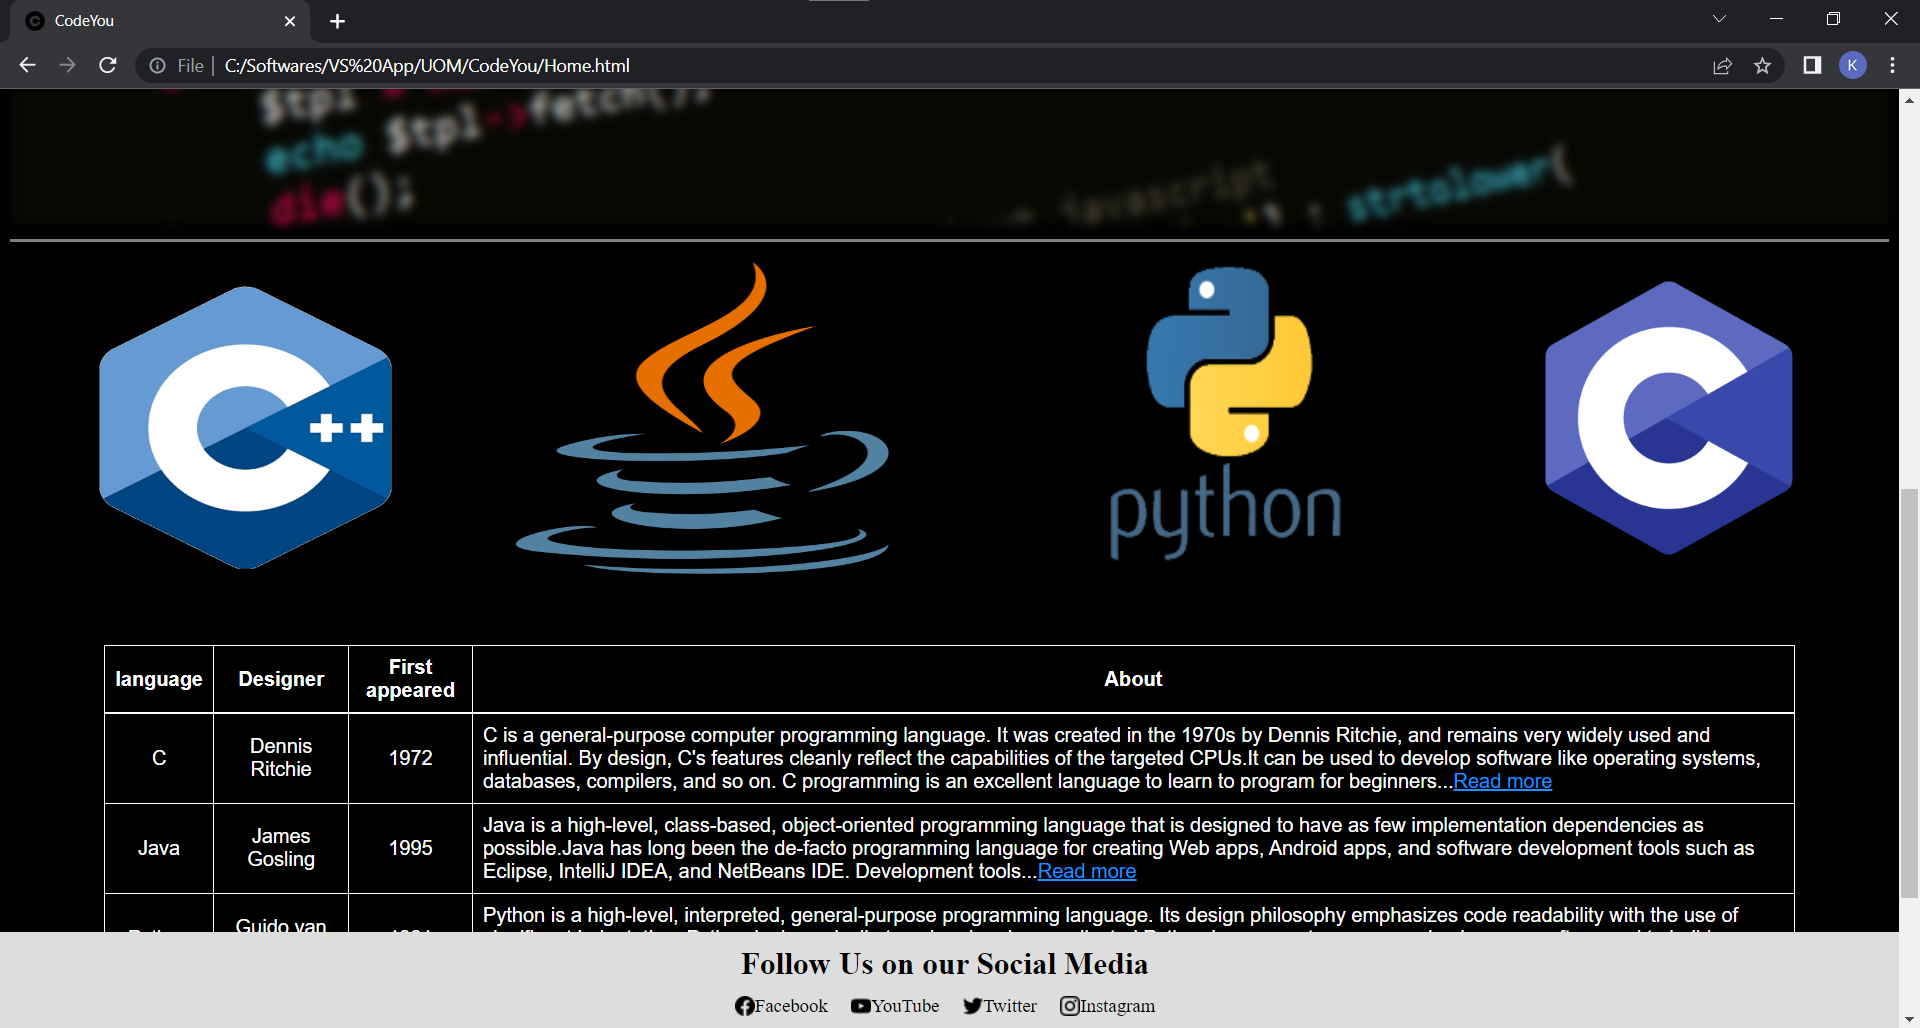 CodeYou
File
C:/Softwares/VS%20App/UOM/CodeYou/Home.html
K
$tpl
echo $tpl->fetch();
die();
javascript
strtolower(
++
python
language
Designer
First
appeared
About
C
Dennis
Ritchie
1972
C is a general-purpose computer programming language. It was created in the 1970s by Dennis Ritchie, and remains very widely used and
influential. By design, C's features cleanly reflect the capabilities of the targeted CPUs.It can be used to develop software like operating systems,
databases, compilers, and so on. C programming is an excellent language to learn to program for beginners...Read more
Java
James
Gosling
1995
Java is a high-level, class-based, object-oriented programming language that is designed to have as few implementation dependencies as
possible.Java has long been the de-facto programming language for creating Web apps, Android apps, and software development tools such as
Eclipse, IntelliJ IDEA, and NetBeans IDE. Development tools...Read more
Guido van
Python is a high-level, interpreted, general-purpose programming language. Its design philosophy emphasizes code readability with the use of
Follow Us on our Social Media
Facebook YouTube Twitter Instagram